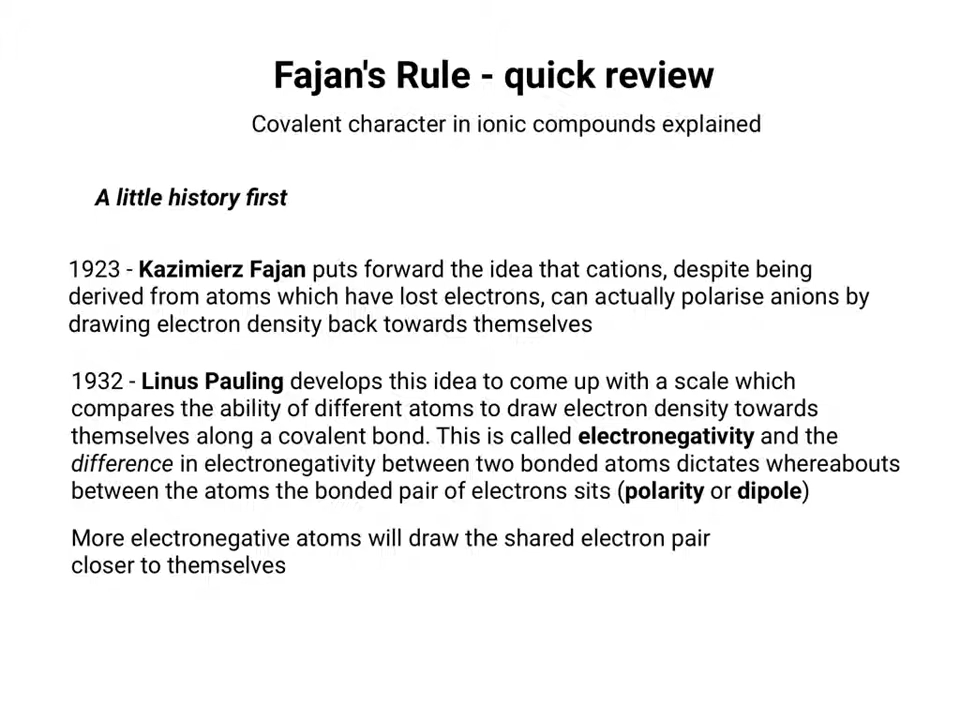 Fajan's Rule - quick review
Covalent character in ionic compounds explained
A little history first
1923 - Kazimierz Fajan puts forward the idea that cations, despite being
derived from atoms which have lost electrons, can actually polarise anions by
drawing electron density back towards themselves
1932 - Linus Pauling develops this idea to come up with a scale which
compares the ability of different atoms to draw electron density towards
themselves along a covalent bond. This is called electronegativity and the
difference in electronegativity between two bonded atoms dictates whereabouts
between the atoms the bonded pair of electrons sits (polarity or dipole)
More electronegative atoms will draw the shared electron pair
closer to themselves